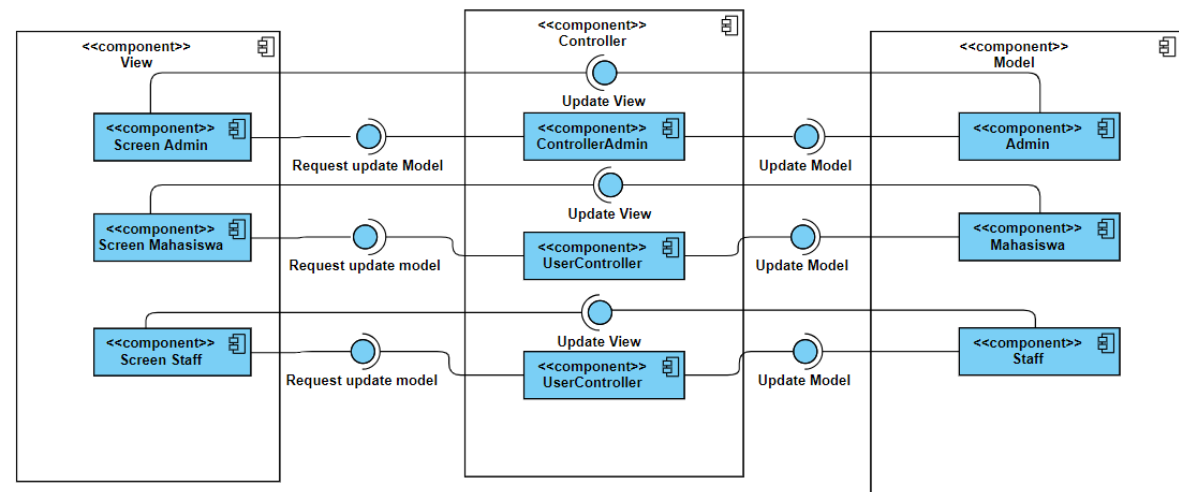 <<component>>
View
<<component>>
Controller
<<component>>
Model
Update View
<<component>>
Screen Admin
Request update Model
<<component>>
ControllerAdmin
Update Model
<<component>>
Admin
Update View
<<component>>
Screen Mahasiswa
Request update model
<<component>>
UserController
Update Model
<<component>>
Mahasiswa
Update View
<<component>>
Screen Staff
Request update model
<<component>>
UserController
Update Model
<<component>>
Staff